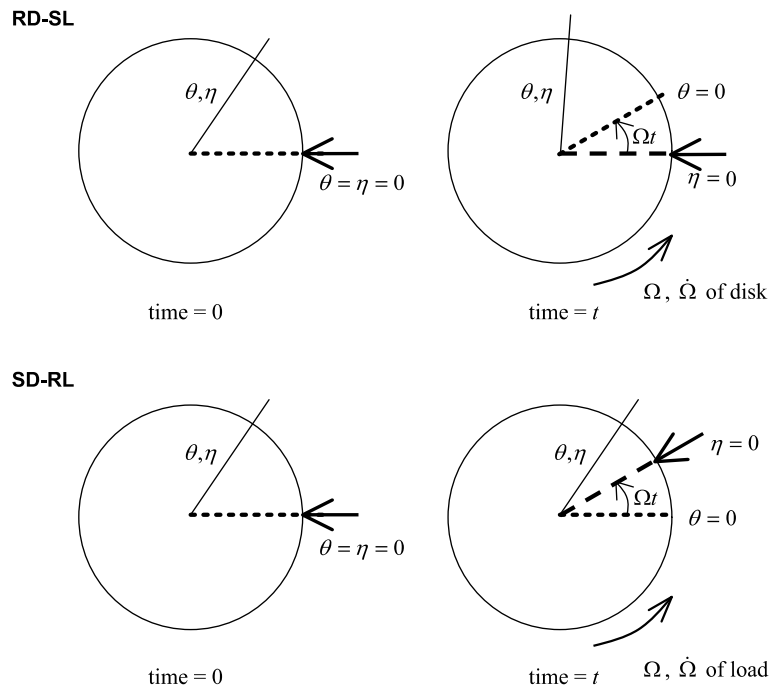 RD-SL
θ,η
θ = η = 0
time = 0
θ,η
θ = 0
Ωt
η = 0
Ω , Ω̇ of disk
time = t
SD-RL
θ,η
θ = η = 0
time = 0
θ,η
η = 0
Ωt
θ = 0
Ω, Ω̇ of load
time = t